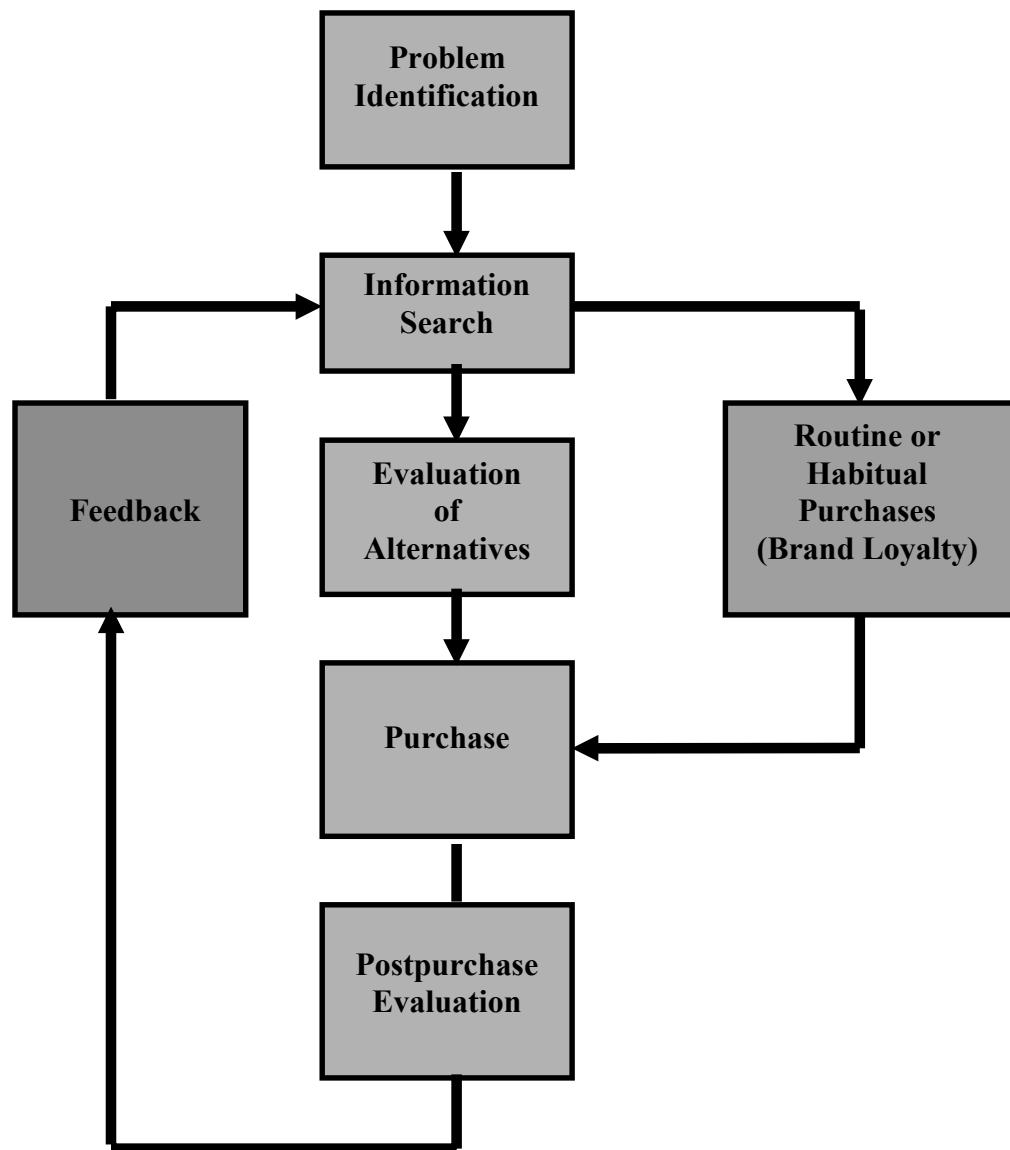 Problem
Identification
Information
Search
Feedback
Evaluation
of
Alternatives
Routine or
Habitual
Purchases
(Brand Loyalty)
Purchase
Postpurchase
Evaluation